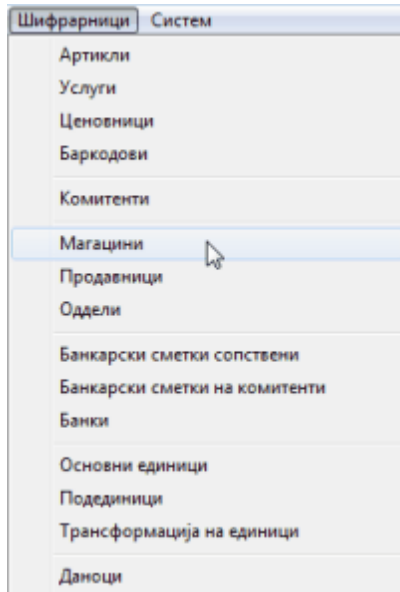 Шифрарници Систем
Артикли
Услуги
Ценовници
Баркодови
Комитенти
Магацини
Продавници
Оддели
Банкарски сметки сопствени
Банкарски сметки на комитенти
Банки
Основни единици
Подединици
Трансформација на единици
Даноци